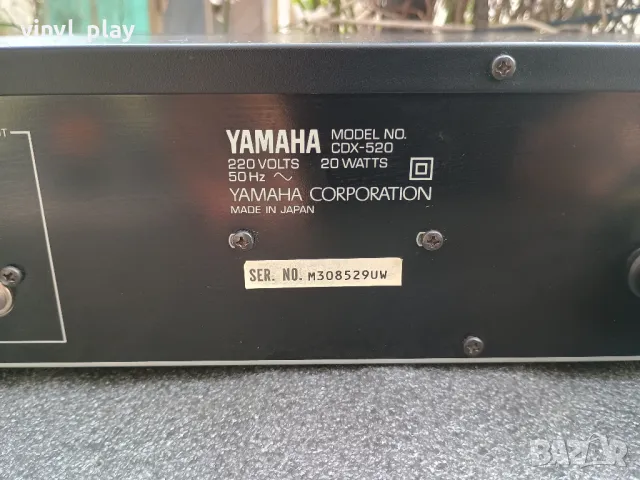 vinyl_play
YAMAHA MODEL NO. CDX-520
220 VOLTS 20 WATTS
50 Hz ~
YAMAHA CORPORATION
MADE IN JAPAN
SER. NO. M308529UW
BAZAR